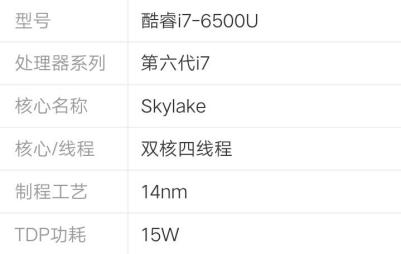 型号 酷睿i7-6500U
处理器系列 第六代i7
核心名称 Skylake
核心/线程 双核四线程
制程工艺 14nm
TDP功耗 15W